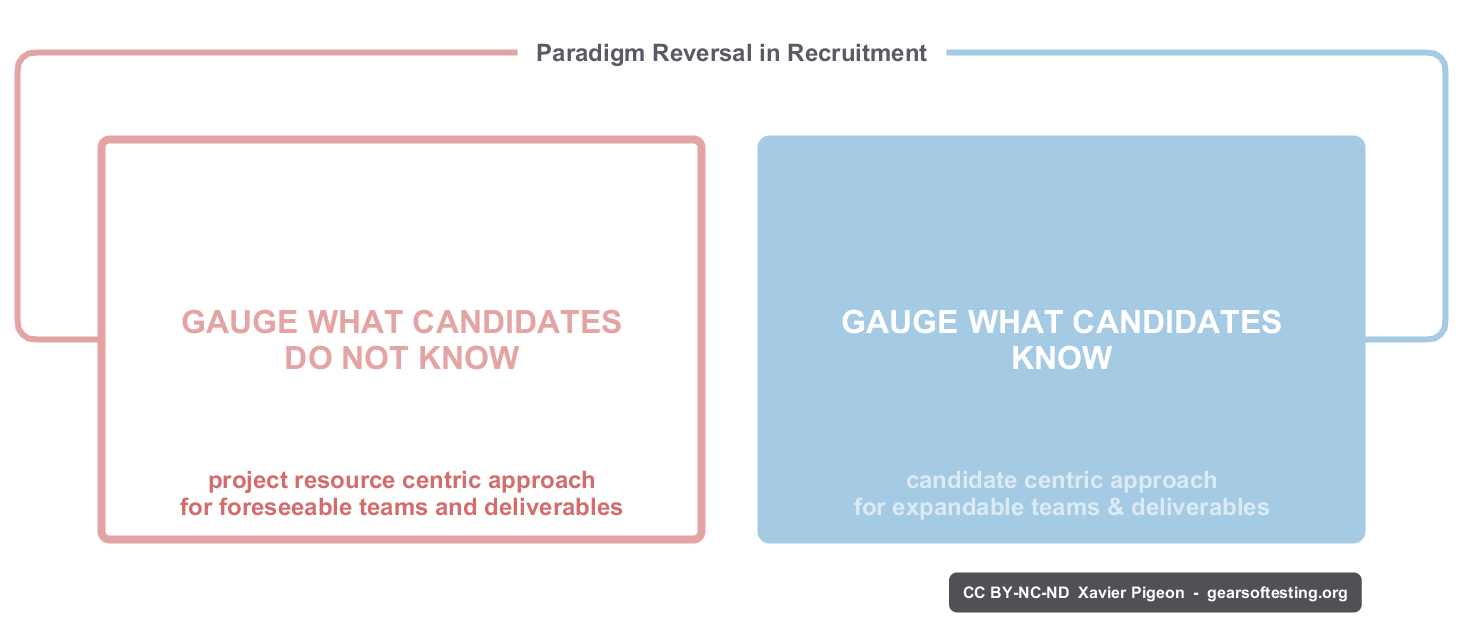 Paradigm Reversal in Recruitment
GAUGE WHAT CANDIDATES
DO NOT KNOW
project resource centric approach
for foreseeable teams and deliverables
GAUGE WHAT CANDIDATES
KNOW
candidate centric approach
for expandable teams & deliverables
CC BY-NC-ND  Xavier Pigeon  -  gearsoftesting.org